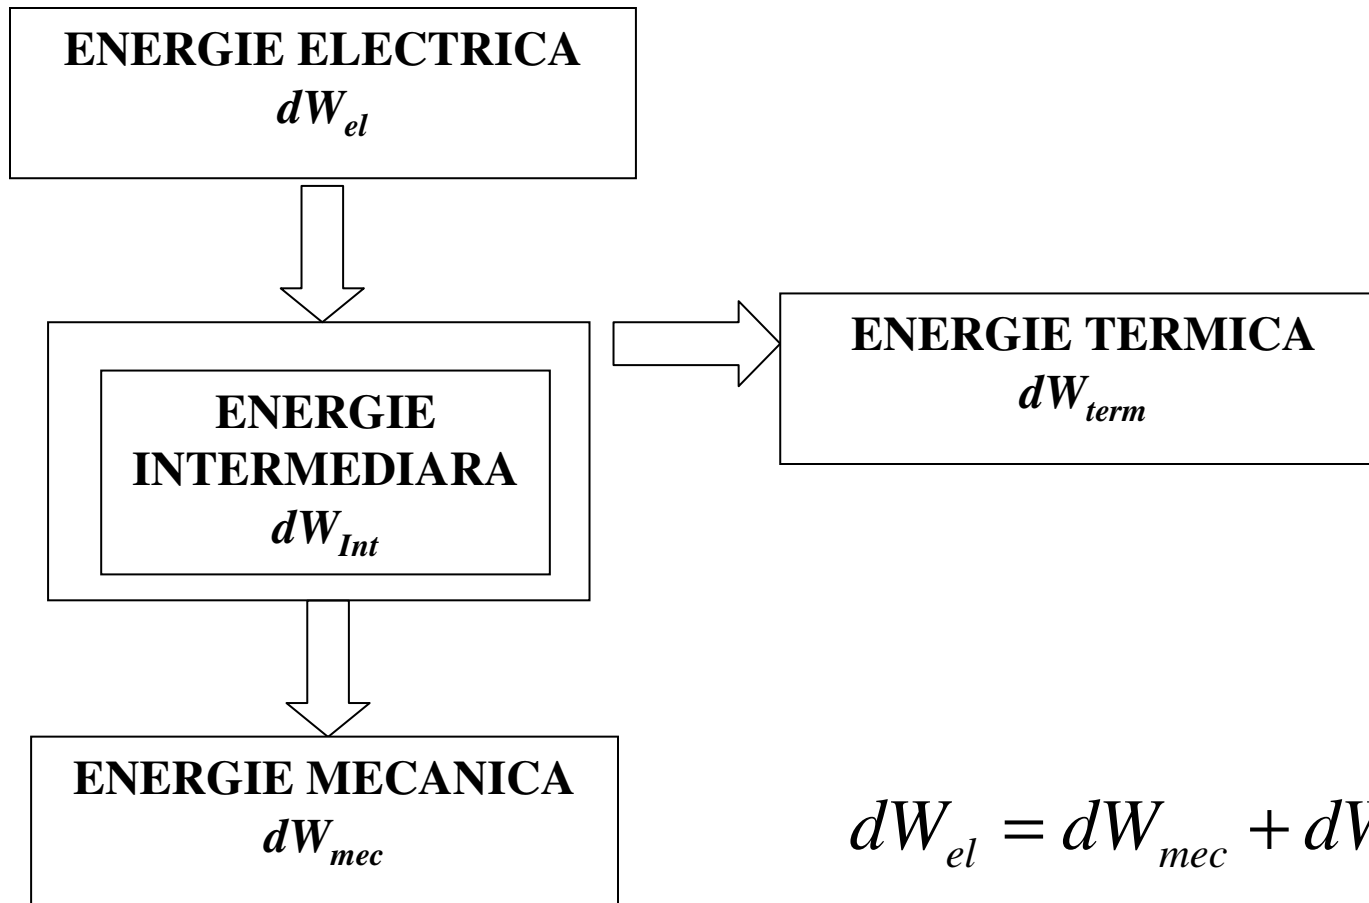 ENERGIE ELECTRICA
dW_el
ENERGIE TERMICA
dW_term
ENERGIE
INTERMEDIARA
dW_Int
ENERGIE MECANICA
dW_mec
dW_el = dW_mec + dW